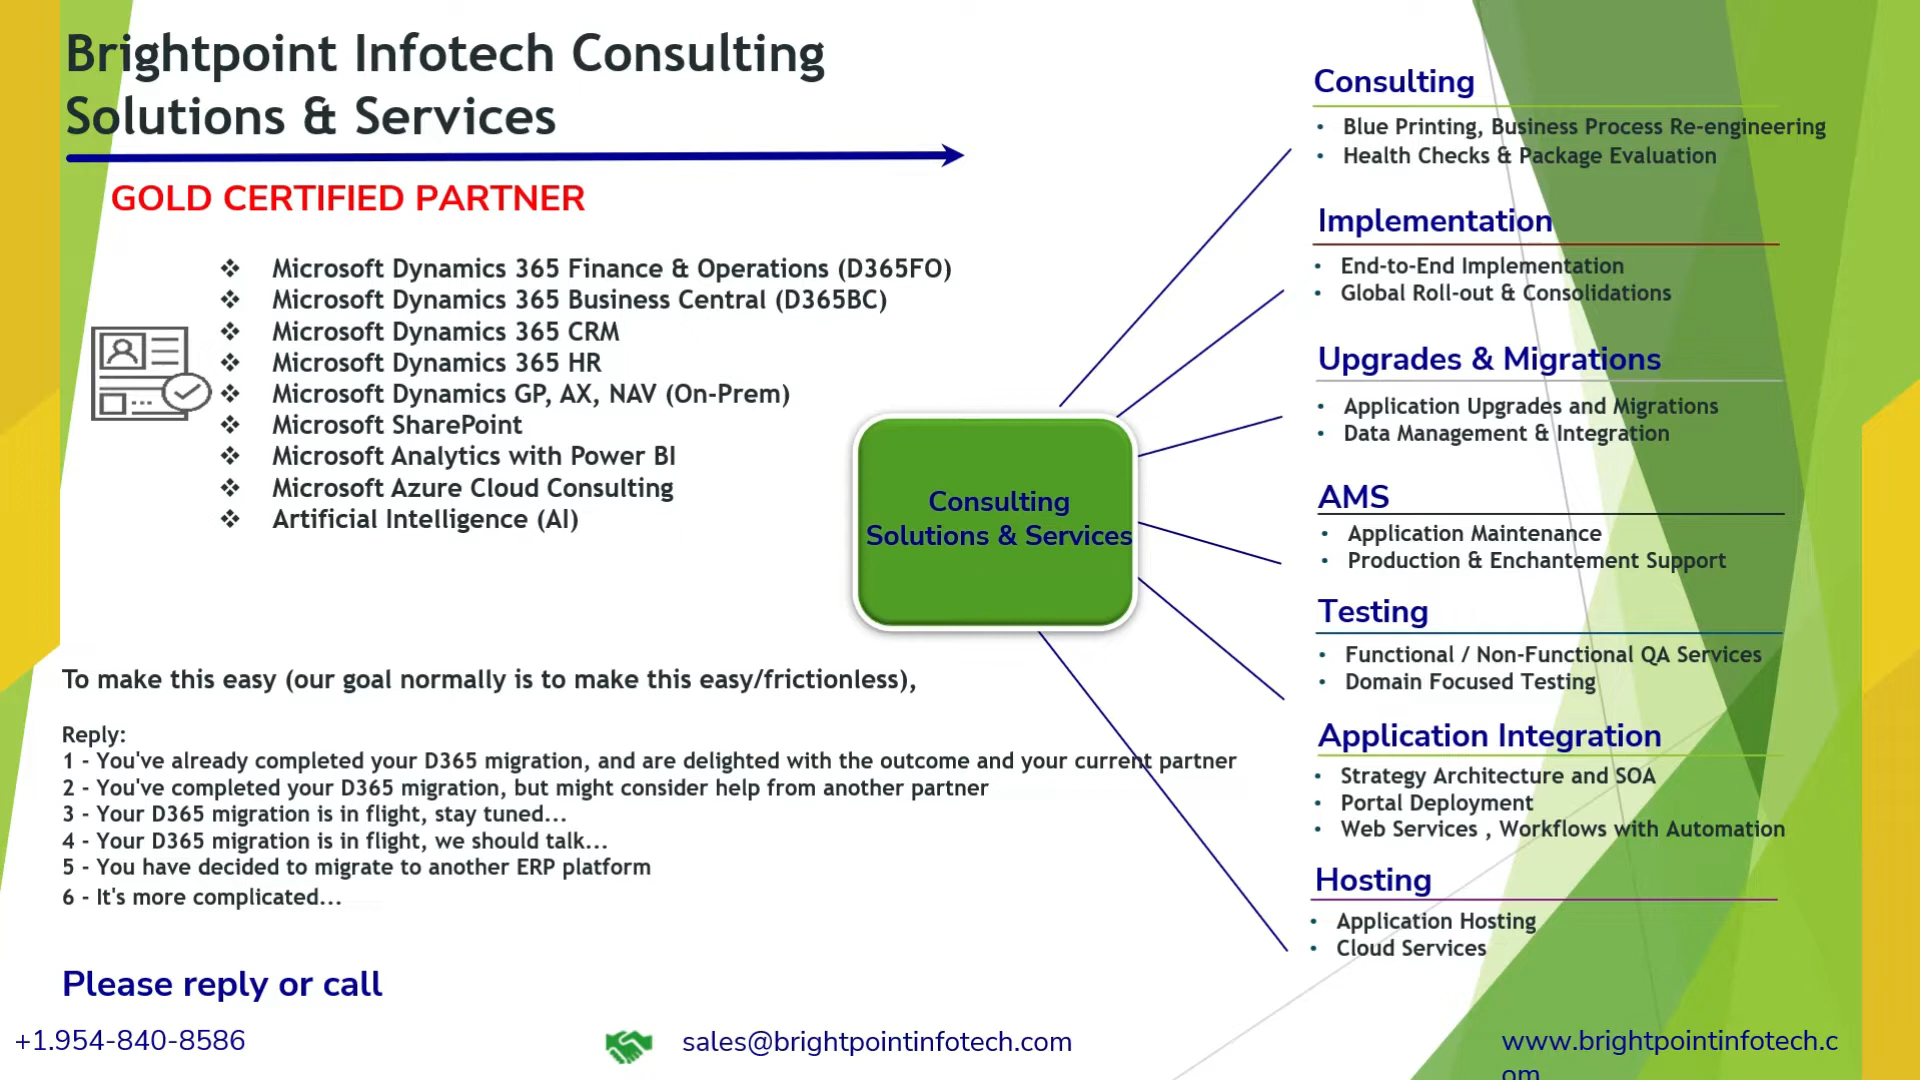 Brightpoint Infotech Consulting
Solutions & Services
GOLD CERTIFIED PARTNER
❖ Microsoft Dynamics 365 Finance & Operations (D365FO)
❖ Microsoft Dynamics 365 Business Central (D365BC)
❖ Microsoft Dynamics 365 CRM
❖ Microsoft Dynamics 365 HR
❖ Microsoft Dynamics GP, AX, NAV (On-Prem)
❖ Microsoft SharePoint
❖ Microsoft Analytics with Power BI
❖ Microsoft Azure Cloud Consulting
❖ Artificial Intelligence (AI)
To make this easy (our goal normally is to make this easy/frictionless),
Reply:
1 - You've already completed your D365 migration, and are delighted with the outcome and your current partner
2 - You've completed your D365 migration, but might consider help from another partner
3 - Your D365 migration is in flight, stay tuned...
4 - Your D365 migration is in flight, we should talk...
5 - You have decided to migrate to another ERP platform
6 - It's more complicated...
Please reply or call
Consulting
Solutions & Services
Consulting
• Blue Printing, Business Process Re-engineering
• Health Checks & Package Evaluation
Implementation
• End-to-End Implementation
• Global Roll-out & Consolidations
Upgrades & Migrations
• Application Upgrades and Migrations
• Data Management & Integration
AMS
• Application Maintenance
• Production & Enchantement Support
Testing
• Functional / Non-Functional QA Services
• Domain Focused Testing
Application Integration
• Strategy Architecture and SOA
• Portal Deployment
• Web Services , Workflows with Automation
Hosting
• Application Hosting
• Cloud Services
+1.954-840-8586
sales@brightpointinfotech.com
www.brightpointinfotech.c
om